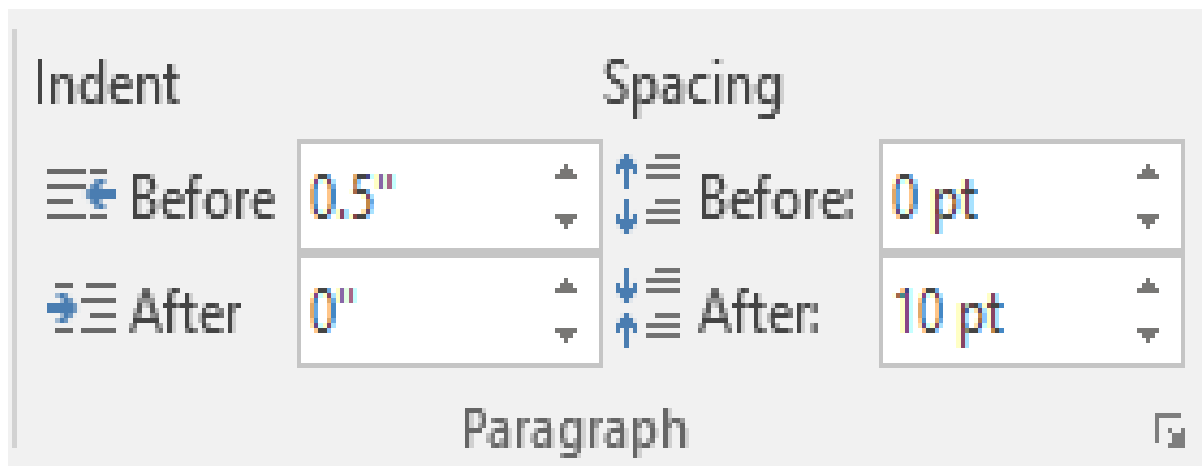 Indent Spacing
Before 0.5" Before: 0 pt
After 0" After: 10 pt
Paragraph